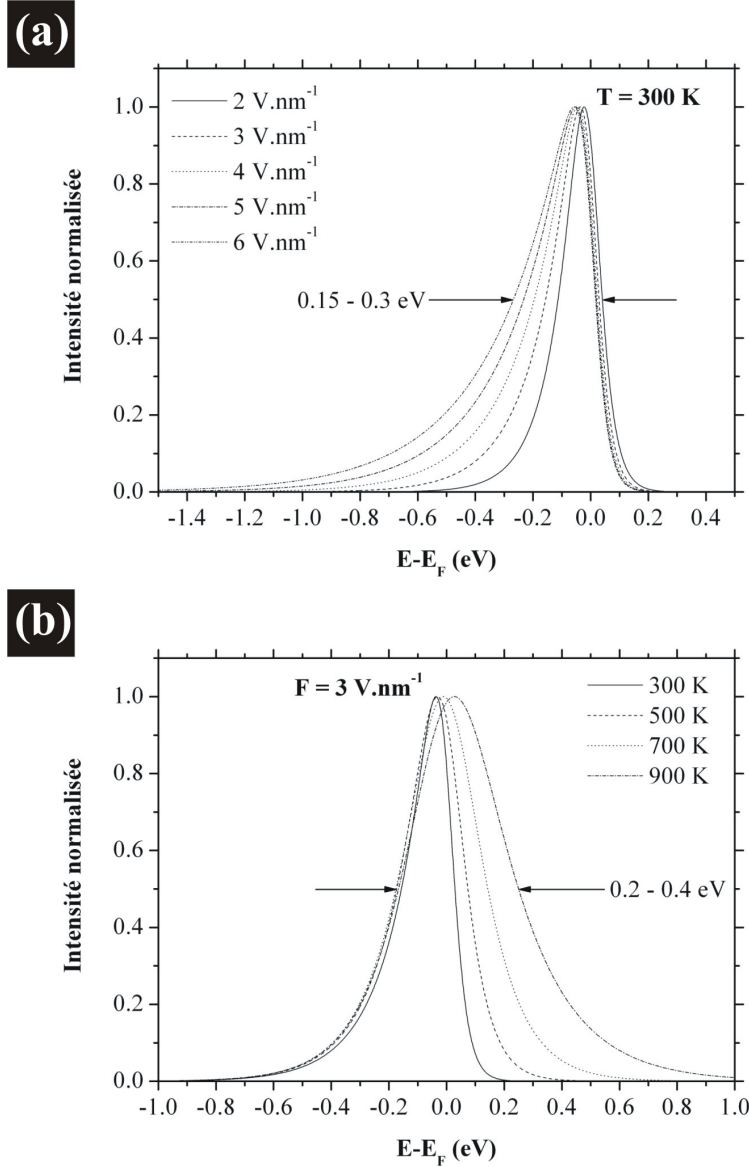 (a)
2 V.nm⁻¹
3 V.nm⁻¹
4 V.nm⁻¹
5 V.nm⁻¹
6 V.nm⁻¹
T = 300 K
0.15 - 0.3 eV
Intensité normalisée
1.0
0.8
0.6
0.4
0.2
0.0
-1.4 -1.2 -1.0 -0.8 -0.6 -0.4 -0.2 0.0 0.2 0.4
E-E_F (eV)
(b)
F = 3 V.nm⁻¹
300 K
500 K
700 K
900 K
0.2 - 0.4 eV
Intensité normalisée
1.0
0.8
0.6
0.4
0.2
0.0
-1.0 -0.8 -0.6 -0.4 -0.2 0.0 0.2 0.4 0.6 0.8 1.0
E-E_F (eV)